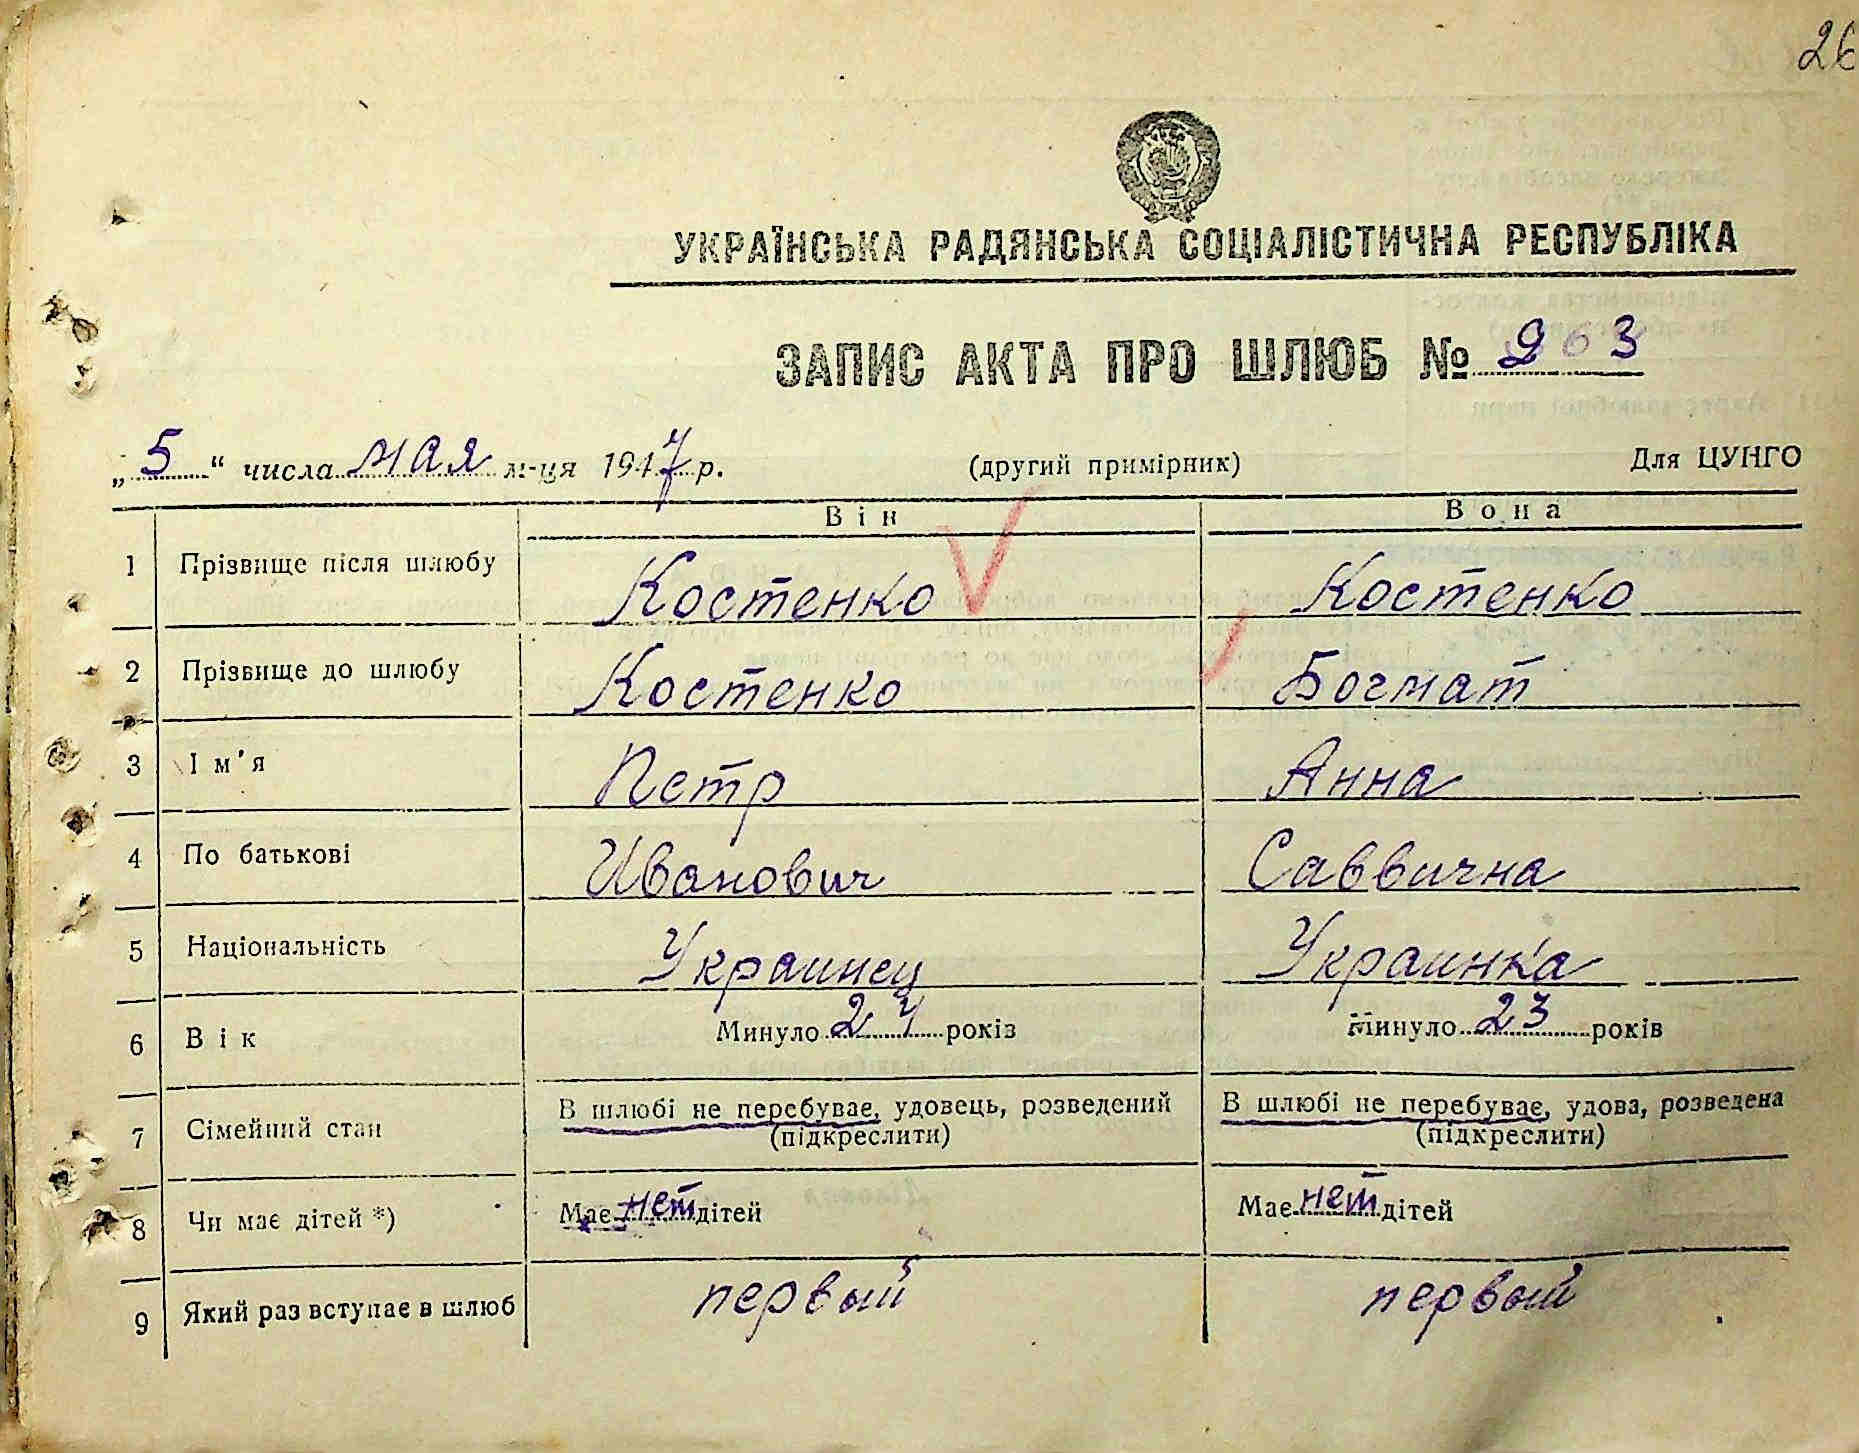 26
УКРАЇНСЬКА РАДЯНСЬКА СОЦІАЛІСТИЧНА РЕСПУБЛІКА
ЗАПИС АКТА ПРО ШЛЮБ № 963
„5“ числа мая м-ця 1947 р. (другий примірник) Для ЦУНГО
Він Вона
1 Прізвище після шлюбу Костенко Костенко
2 Прізвище до шлюбу Костенко Богмат
3 Ім'я Петр Анна
4 По батькові Иванович Саввична
5 Національність Украинец Украинка
6 Вік Минуло 24 років Минуло 23 років
7 Сімейний стан В шлюбі не перебуває, удовець, розведений В шлюбі не перебуває, удова, розведена
(підкреслити) (підкреслити)
8 Чи має дітей *) Має нет дітей Має нет дітей
9 Який раз вступає в шлюб первый первый